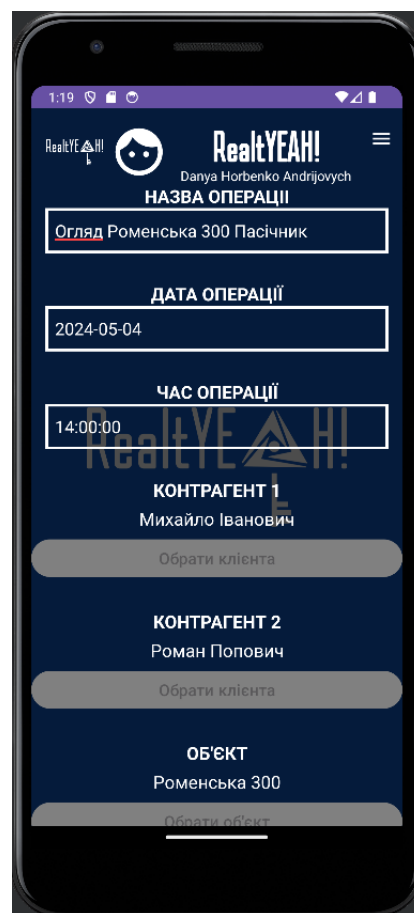 1:19
RealtYEAH!
RealtYEAH!
Danya Horbenko Andrijovych
НАЗВА ОПЕРАЦІЇ
Огляд Роменська 300 Пасічник
ДАТА ОПЕРАЦІЇ
2024-05-04
ЧАС ОПЕРАЦІЇ
14:00:00
RealtYEAH!
КОНТРАГЕНТ 1
Михайло Іванович
Обрати клієнта
КОНТРАГЕНТ 2
Роман Попович
Обрати клієнта
ОБ'ЄКТ
Роменська 300
Обрати об'єкт